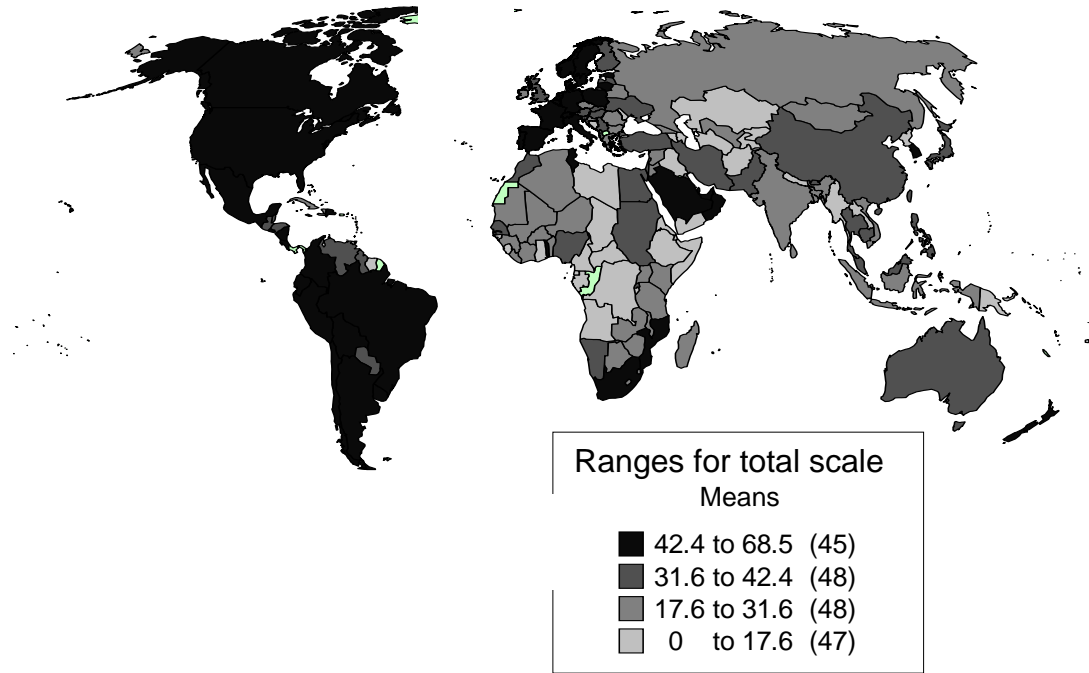 Ranges for total scale
Means
42.4 to 68.5 (45)
31.6 to 42.4 (48)
17.6 to 31.6 (48)
0 to 17.6 (47)